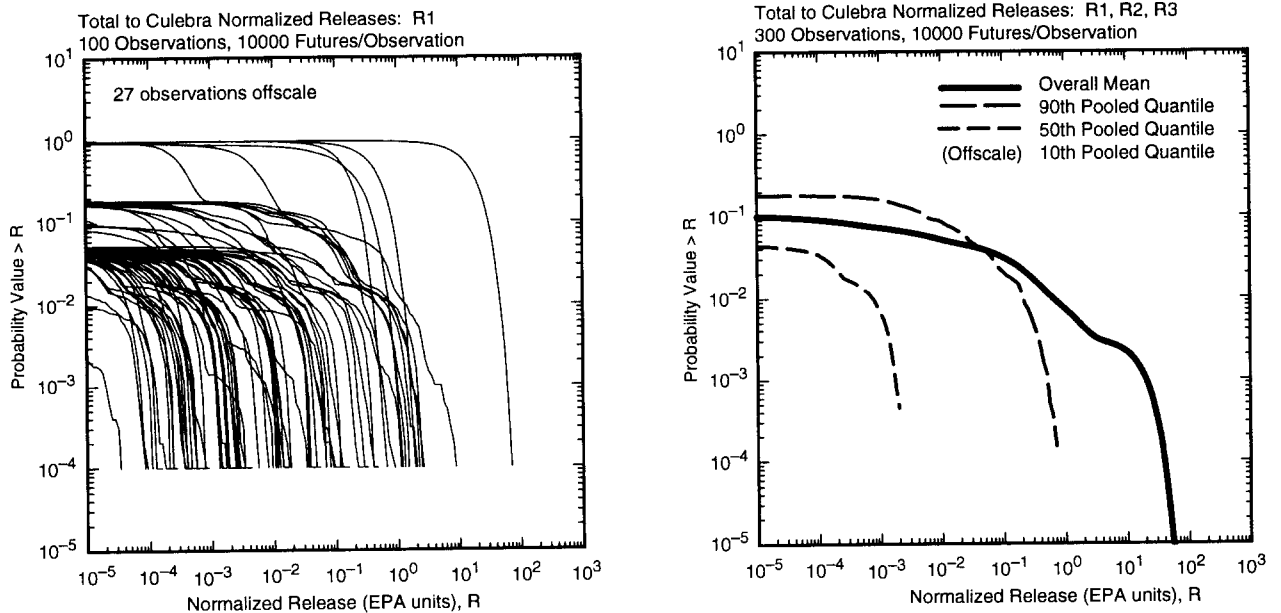 Total to Culebra Normalized Releases: R1
100 Observations, 10000 Futures/Observation
27 observations offscale
10^1
10^0
10^-1
10^-2
10^-3
10^-4
10^-5
Probability Value > R
10^-5 10^-4 10^-3 10^-2 10^-1 10^0 10^1 10^2 10^3
Normalized Release (EPA units), R
Total to Culebra Normalized Releases: R1, R2, R3
300 Observations, 10000 Futures/Observation
Overall Mean
90th Pooled Quantile
50th Pooled Quantile
(Offscale) 10th Pooled Quantile
10^1
10^0
10^-1
10^-2
10^-3
10^-4
10^-5
Probability Value > R
10^-5 10^-4 10^-3 10^-2 10^-1 10^0 10^1 10^2 10^3
Normalized Release (EPA units), R